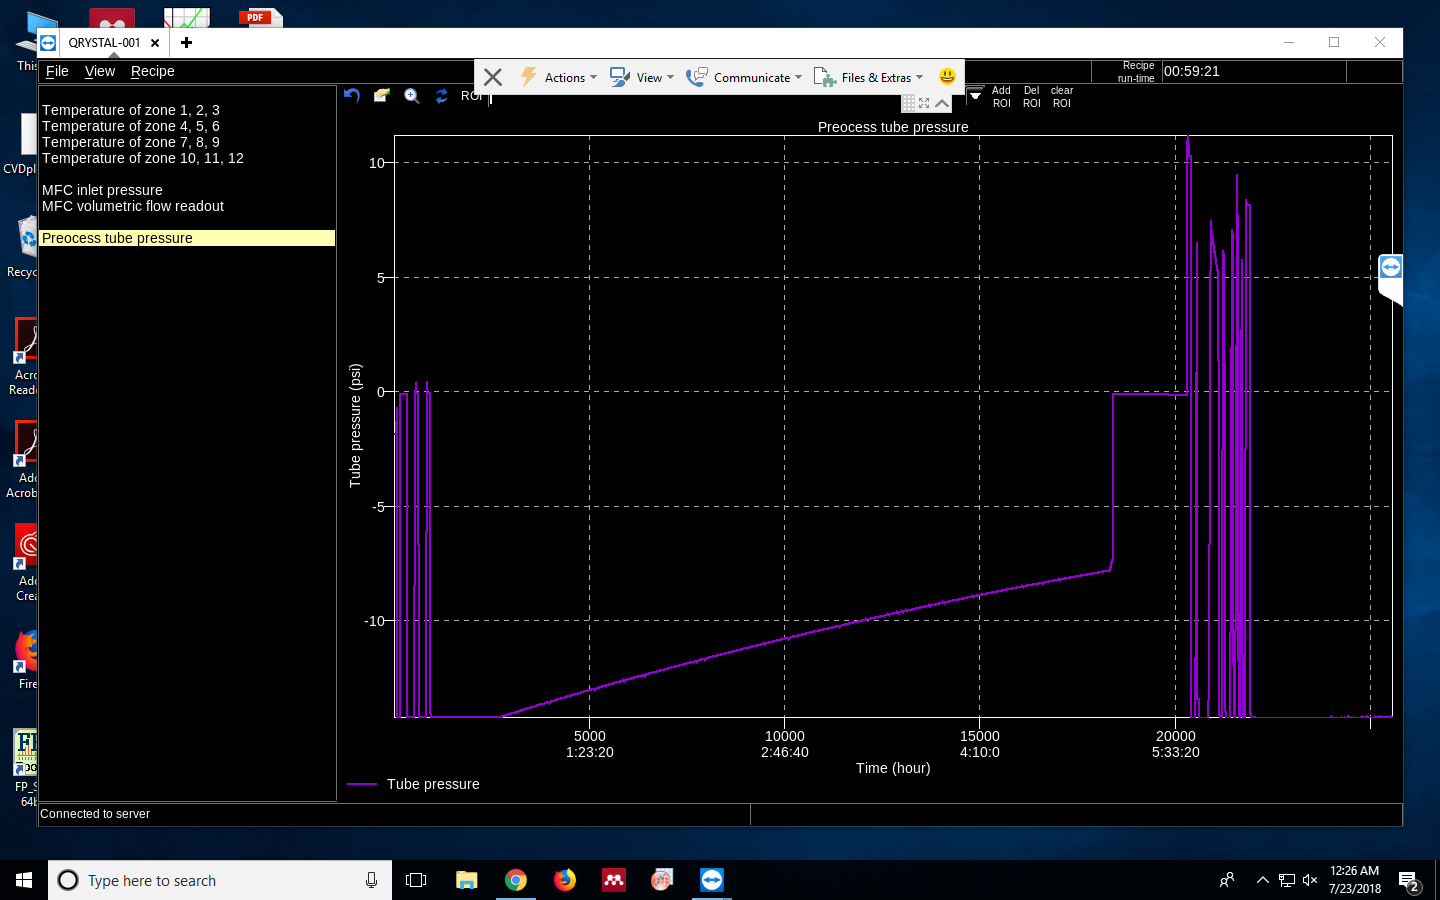 PDF
This
QRYSTAL-001
File View Recipe
Actions View Communicate Files & Extras
Recipe
run-time
00:59:21
ROI
Add
ROI
Del
ROI
clear
ROI
Temperature of zone 1, 2, 3
Temperature of zone 4, 5, 6
Temperature of zone 7, 8, 9
Temperature of zone 10, 11, 12
MFC inlet pressure
MFC volumetric flow readout
Preocess tube pressure
CVDpl
Recyc
Acro
Reade
Ado
Acrob
Ado
Crea
Fire
FP_S
64b
Preocess tube pressure
10
5
0
-5
-10
Tube pressure (psi)
5000 10000 15000 20000
1:23:20 2:46:40 4:10:0 5:33:20
Time (hour)
Tube pressure
Connected to server
Type here to search
12:26 AM
7/23/2018
2